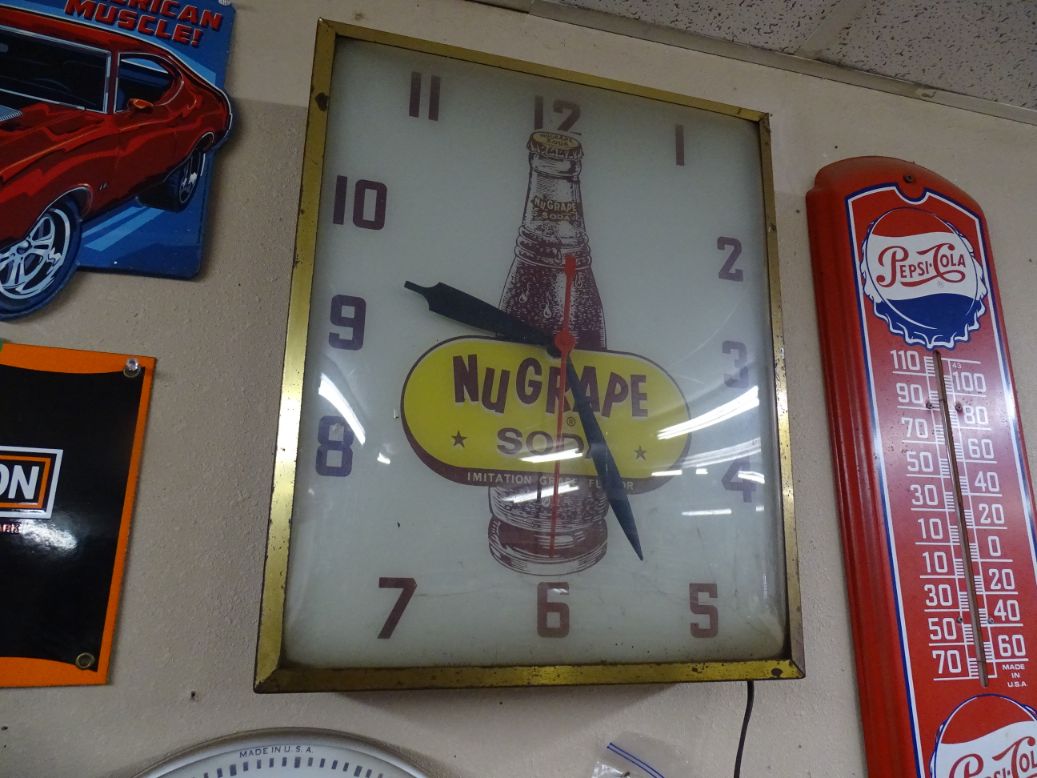 AMERICAN
MUSCLE!
11
12
1
10
2
9
3
8
4
7
6
5
NUGRAPE
SODA
NUGRAPE
SODA
NUGRAPE
®
SODA
IMITATION GRAPE FLAVOR
ON
PEPSI-COLA
110
90
70
50
30
10
10
30
50
70
100
80
60
40
20
0
20
40
60
MADE
IN
U.S.A
MADE IN U.S.A.